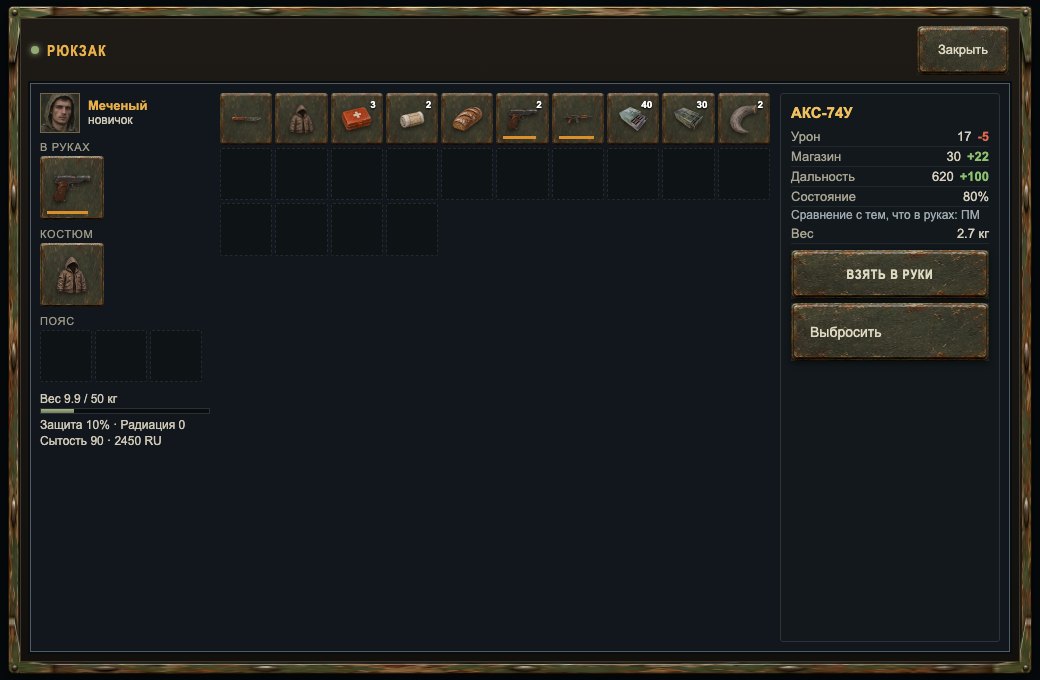 РЮКЗАК
Закрыть
Меченый
новичок
В РУКАХ
КОСТЮМ
ПОЯС
Вес 9.9 / 50 кг
Защита 10% · Радиация 0
Сытость 90 · 2450 RU
3
2
2
40
30
2
АКС-74У
Урон 17 -5
Магазин 30 +22
Дальность 620 +100
Состояние 80%
Сравнение с тем, что в руках: ПМ
Вес 2.7 кг
ВЗЯТЬ В РУКИ
Выбросить